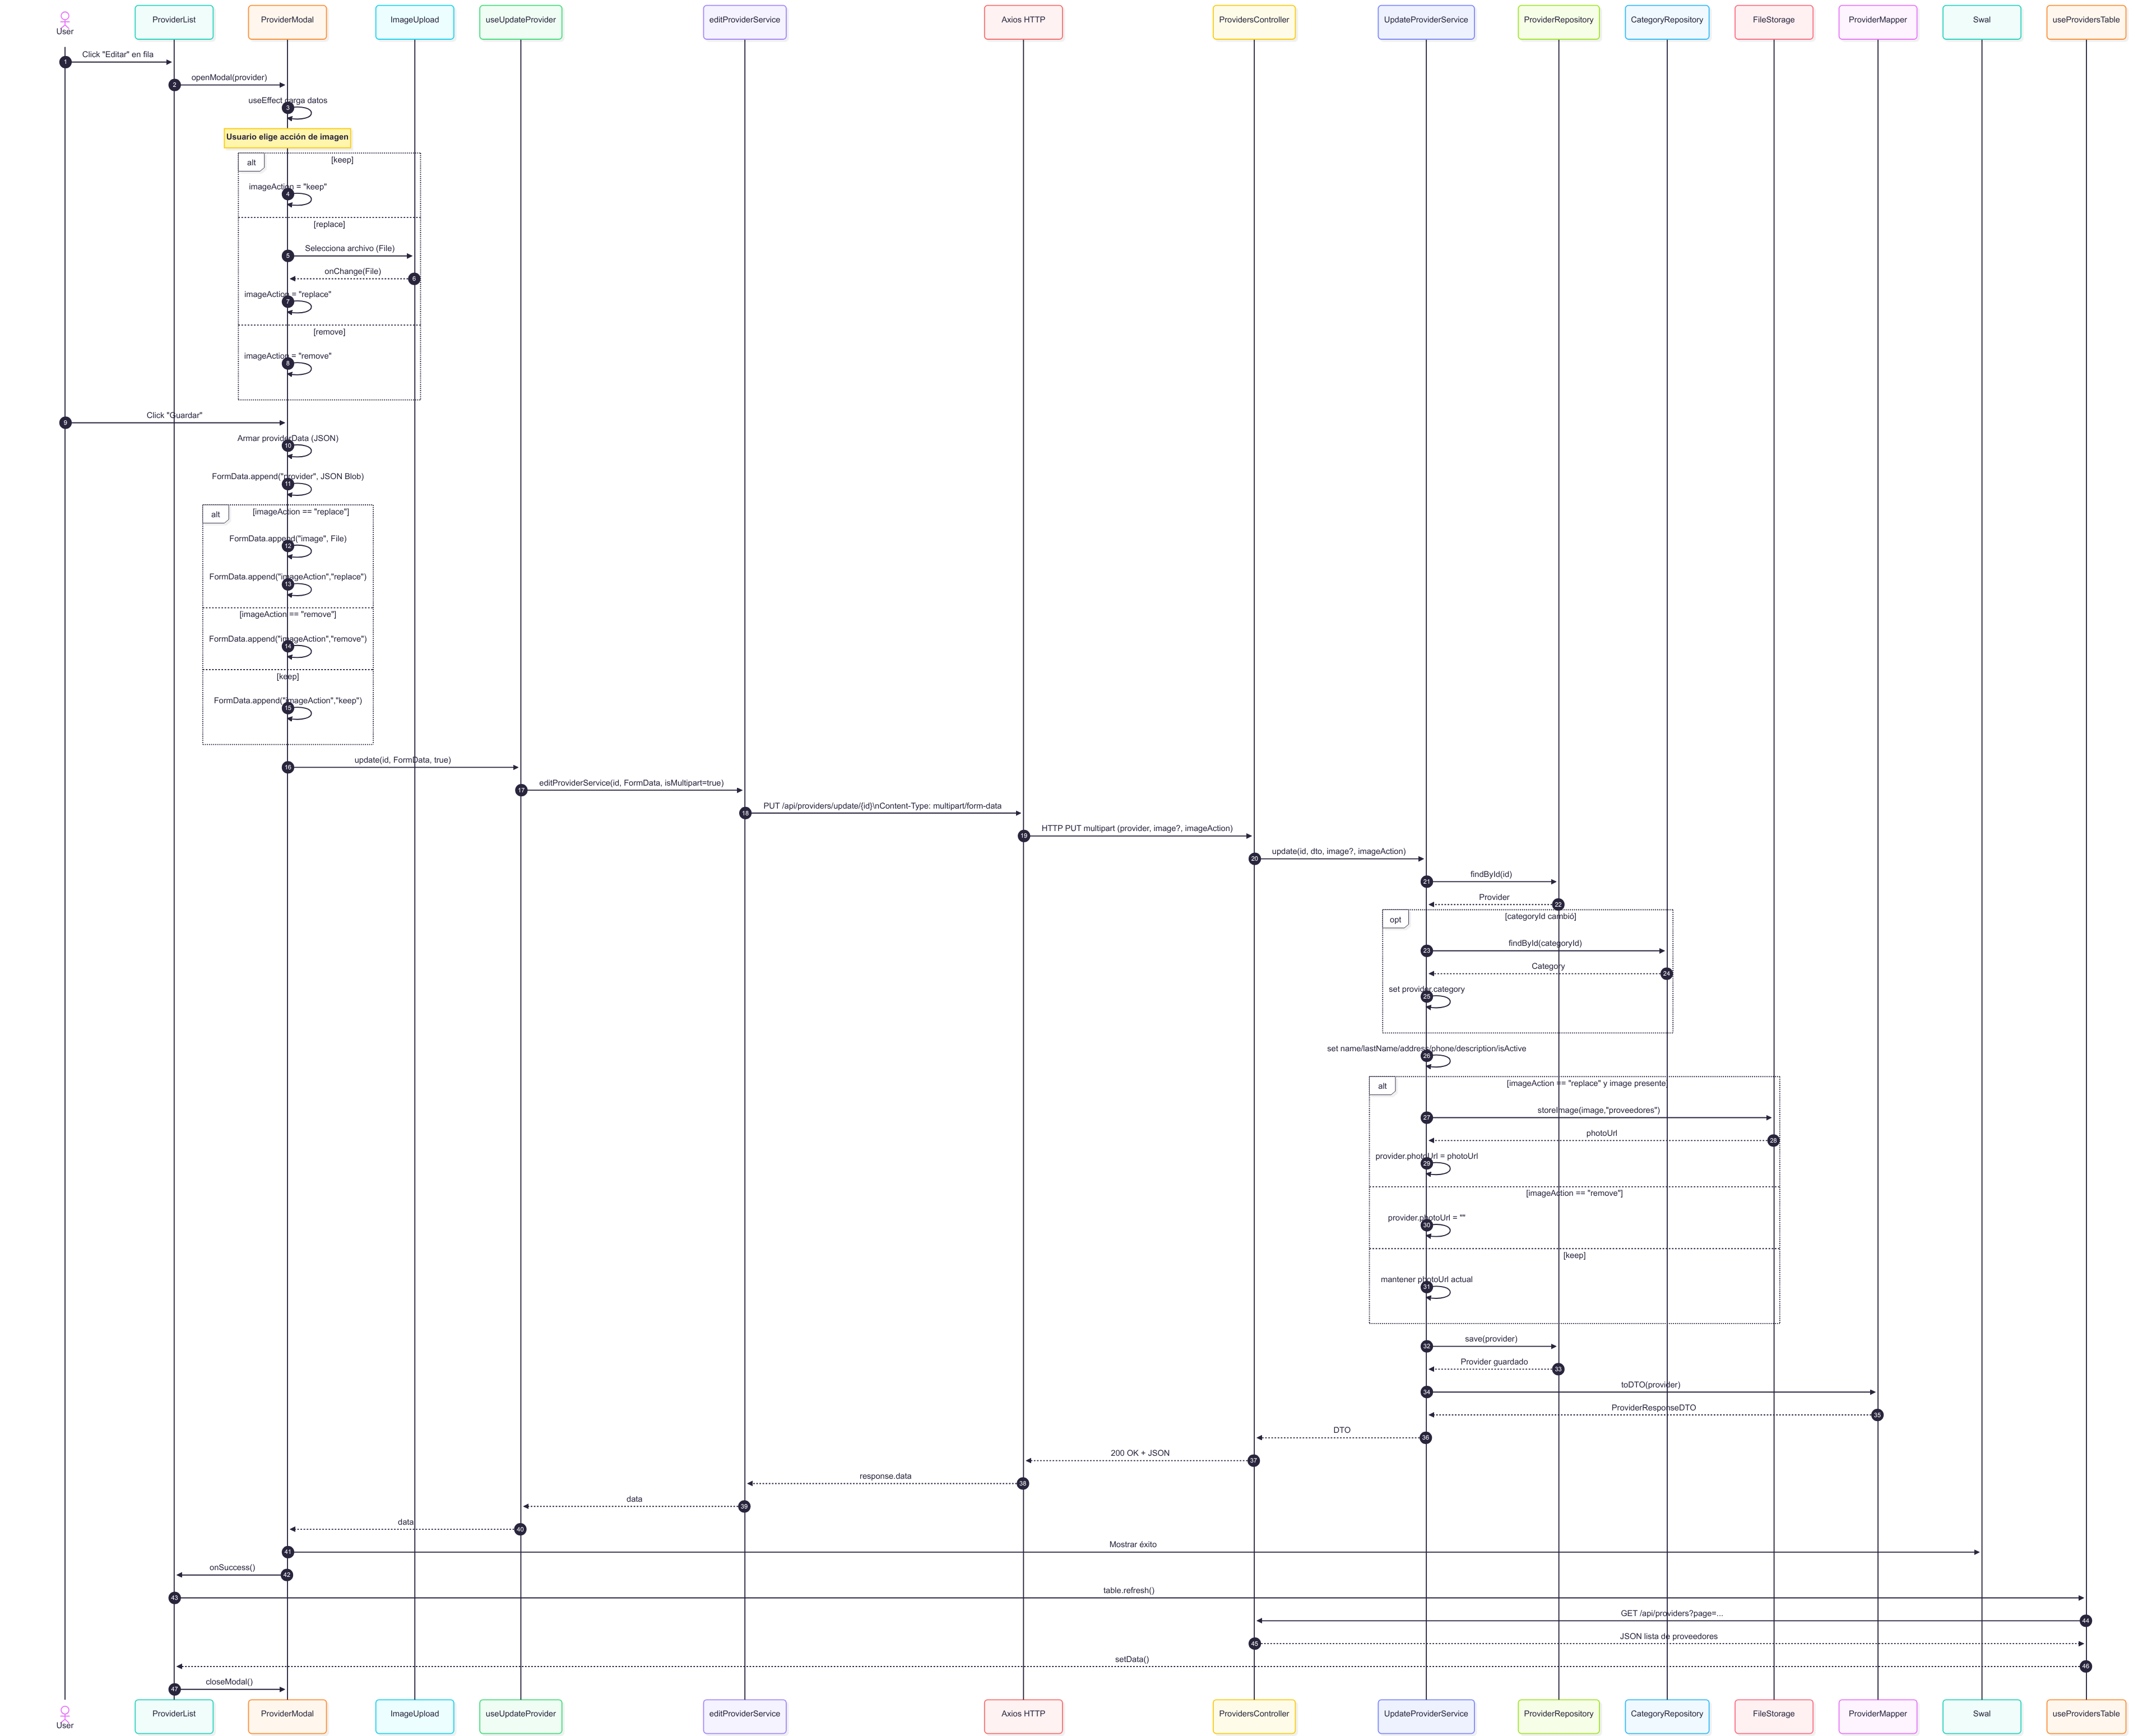 User
ProviderList
ProviderModal
ImageUpload
useUpdateProvider
editProviderService
Axios HTTP
ProvidersController
UpdateProviderService
ProviderRepository
CategoryRepository
FileStorage
ProviderMapper
Swal
useProvidersTable
1 Click "Editar" en fila
2 openModal(provider)
3 useEffect carga datos
Usuario elige acción de imagen
alt [keep]
4 imageAction = "keep"
[replace]
5 Selecciona archivo (File)
6 onChange(File)
7 imageAction = "replace"
[remove]
8 imageAction = "remove"
9 Click "Guardar"
10 Armar providerData (JSON)
11 FormData.append("provider", JSON Blob)
alt [imageAction == "replace"]
12 FormData.append("image", File)
13 FormData.append("imageAction","replace")
[imageAction == "remove"]
14 FormData.append("imageAction","remove")
[keep]
15 FormData.append("imageAction","keep")
16 update(id, FormData, true)
17 editProviderService(id, FormData, isMultipart=true)
18 PUT /api/providers/update/{id}\nContent-Type: multipart/form-data
19 HTTP PUT multipart (provider, image?, imageAction)
20 update(id, dto, image?, imageAction)
21 findById(id)
22 Provider
opt [categoryId cambió]
23 findById(categoryId)
24 Category
25 set provider.category
26 set name/lastName/address/phone/description/isActive
alt [imageAction == "replace" y image presente]
27 storeImage(image,"proveedores")
28 photoUrl
29 provider.photoUrl = photoUrl
[imageAction == "remove"]
30 provider.photoUrl = ""
[keep]
31 mantener photoUrl actual
32 save(provider)
33 Provider guardado
34 toDTO(provider)
35 ProviderResponseDTO
36 DTO
37 200 OK + JSON
38 response.data
39 data
40 data
41 Mostrar éxito
42 onSuccess()
43 table.refresh()
44 GET /api/providers?page=...
45 JSON lista de proveedores
46 setData()
47 closeModal()
User
ProviderList
ProviderModal
ImageUpload
useUpdateProvider
editProviderService
Axios HTTP
ProvidersController
UpdateProviderService
ProviderRepository
CategoryRepository
FileStorage
ProviderMapper
Swal
useProvidersTable